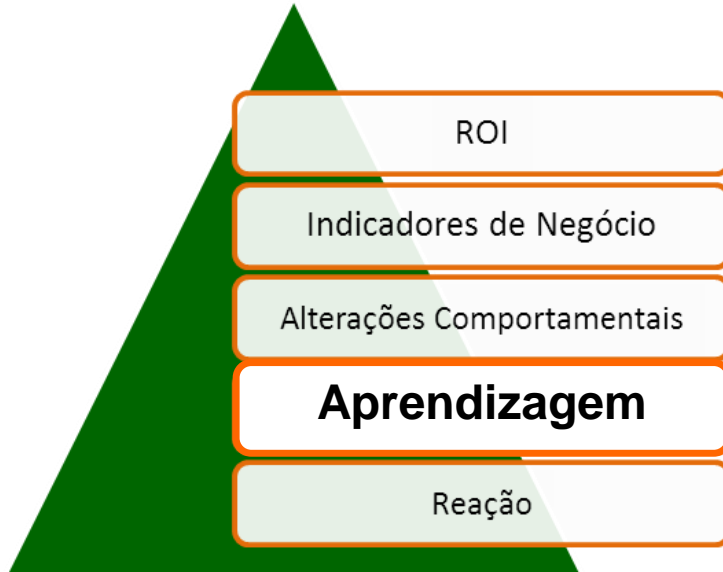 ROI
Indicadores de Negócio
Alterações Comportamentais
Aprendizagem
Reação